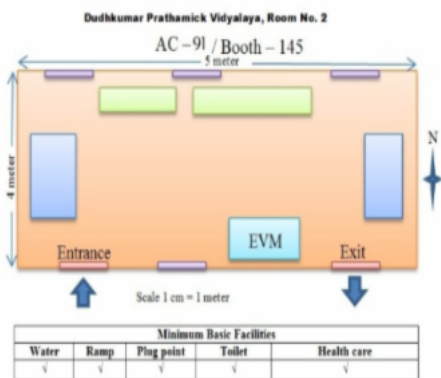 Dudhkumar Prathamick Vidyalaya, Room No. 2
AC – 91 / Booth – 145
5 meter
4 meter
N
EVM
Entrance
Exit
Scale 1 cm = 1 meter
Minimum Basic Facilities
Water Ramp Plug point Toilet Health care
√ √ √ √ √